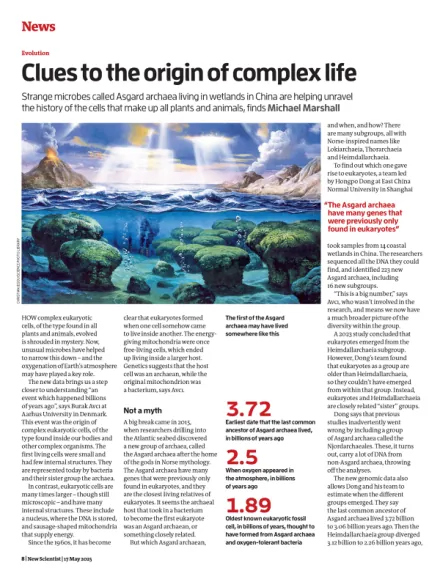 News
Evolution
Clues to the origin of complex life
Strange microbes called Asgard archaea living in wetlands in China are helping unravel
the history of the cells that make up all plants and animals, finds Michael Marshall
HOW complex eukaryotic
cells, of the type found in all
plants and animals, evolved
is shrouded in mystery. Now,
unusual microbes have helped
to narrow this down – and the
oxygenation of Earth's atmosphere
may have played a key role.
The new data brings us a step
closer to understanding "an
event which happened billions
of years ago", says Burak Avcı at
Aarhus University in Denmark.
This event was the origin of
complex eukaryotic cells, of the
type found inside our bodies and
other complex organisms. The
first living cells were small and
had few internal structures. They
are represented today by bacteria
and their sister group the archaea.
In contrast, eukaryotic cells are
many times larger – though still
microscopic – and have many
internal structures. These include
a nucleus, where the DNA is stored,
and sausage-shaped mitochondria
that supply energy.
Since the 1960s, it has become
clear that eukaryotes formed
when one cell somehow came
to live inside another. The energy-
giving mitochondria were once
free-living cells, which ended
up living inside a larger host.
Genetics suggests that the host
cell was an archaean, while the
original mitochondrion was
a bacterium, says Avcı.
Not a myth
A big break came in 2015,
when researchers drilling into
the Atlantic seabed discovered
a new group of archaea, called
the Asgard archaea after the home
of the gods in Norse mythology.
The Asgard archaea have many
genes that were previously only
found in eukaryotes, and they
are the closest living relatives of
eukaryotes. It seems the archaeal
host that took in a bacterium
to become the first eukaryote
was an Asgard archaean, or
something closely related.
But which Asgard archaean,
The first of the Asgard
archaea may have lived
somewhere like this
3.72
Earliest date that the last common
ancestor of Asgard archaea lived,
in billions of years ago
2.5
When oxygen appeared in
the atmosphere, in billions
of years ago
1.89
Oldest known eukaryotic fossil
cell, in billions of years, thought to
have formed from Asgard archaea
and oxygen-tolerant bacteria
and when, and how? There
are many subgroups, all with
Norse-inspired names like
Lokiarchaeia, Thorarchaeia
and Heimdallarchaeia.
To find out which one gave
rise to eukaryotes, a team led
by Hongpo Dong at East China
Normal University in Shanghai
"The Asgard archaea
have many genes that
were previously only
found in eukaryotes"
took samples from 14 coastal
wetlands in China. The researchers
sequenced all the DNA they could
find, and identified 223 new
Asgard archaea, including
16 new subgroups.
"This is a big number," says
Avcı, who wasn't involved in the
research, and means we now have
a much broader picture of the
diversity within the group.
A 2023 study concluded that
eukaryotes emerged from the
Heimdallarchaeia subgroup.
However, Dong's team found
that eukaryotes as a group are
older than Heimdallarchaeia,
so they couldn't have emerged
from within that group. Instead,
eukaryotes and Heimdallarchaeia
are closely related "sister" groups.
Dong says that previous
studies inadvertently went
wrong by including a group
of Asgard archaea called the
Njordarchaeales. These, it turns
out, carry a lot of DNA from
non-Asgard archaea, throwing
off the analyses.
The new genomic data also
allows Dong and his team to
estimate when the different
groups emerged. They say
the last common ancestor of
Asgard archaea lived 3.72 billion
to 3.06 billion years ago. Then the
Heimdallarchaeia group diverged
3.12 billion to 2.26 billion years ago,
8 | New Scientist | 17 May 2025